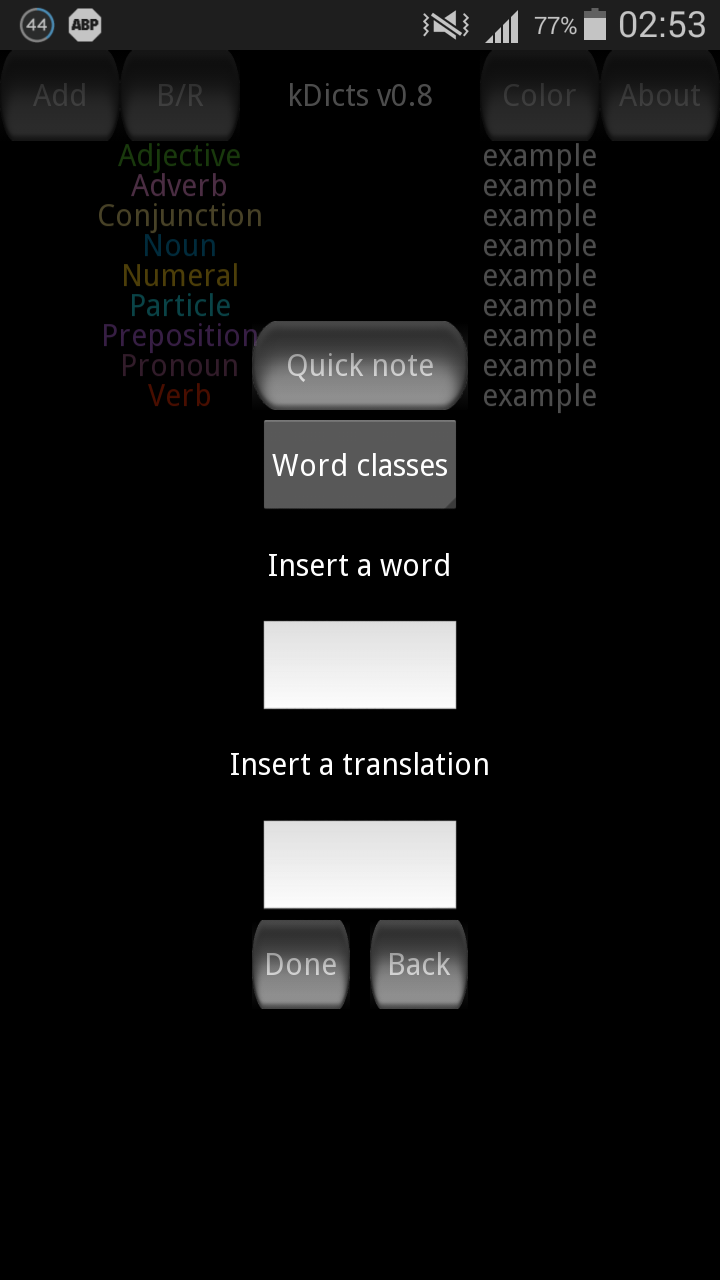 44 ABP 77% 02:53
Add B/R kDicts v0.8 Color About
Adjective example
Adverb example
Conjunction example
Noun example
Numeral example
Particle example
Preposition example
Pronoun example
Verb example
Quick note
Word classes
Insert a word
Insert a translation
Done Back